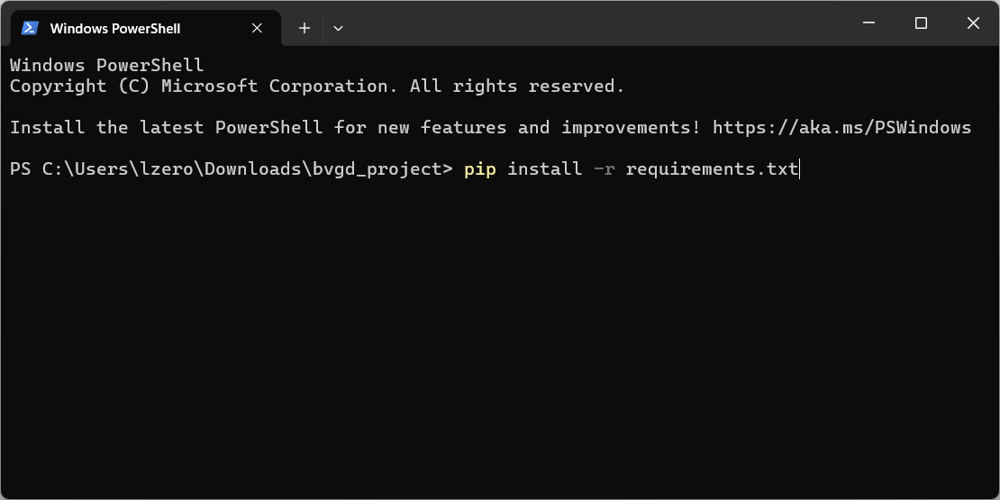 Windows PowerShell
Windows PowerShell
Copyright (C) Microsoft Corporation. All rights reserved.
Install the latest PowerShell for new features and improvements! https://aka.ms/PSWindows
PS C:\Users\lzero\Downloads\bvgd_project> pip install -r requirements.txt